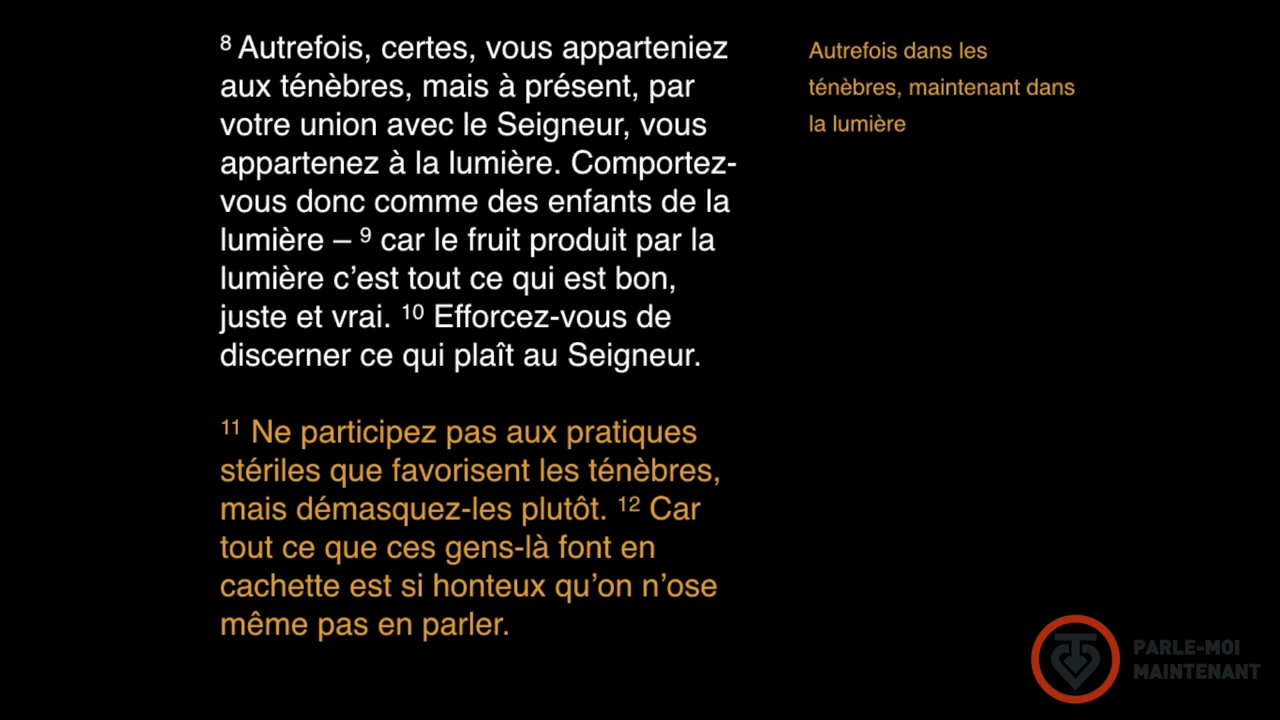 ⁸ Autrefois, certes, vous apparteniez
aux ténèbres, mais à présent, par
votre union avec le Seigneur, vous
appartenez à la lumière. Comportez-
vous donc comme des enfants de la
lumière – ⁹ car le fruit produit par la
lumière c’est tout ce qui est bon,
juste et vrai. ¹⁰ Efforcez-vous de
discerner ce qui plaît au Seigneur.
¹¹ Ne participez pas aux pratiques
stériles que favorisent les ténèbres,
mais démasquez-les plutôt. ¹² Car
tout ce que ces gens-là font en
cachette est si honteux qu’on n’ose
même pas en parler.
Autrefois dans les
ténèbres, maintenant dans
la lumière
PARLE-MOI
MAINTENANT